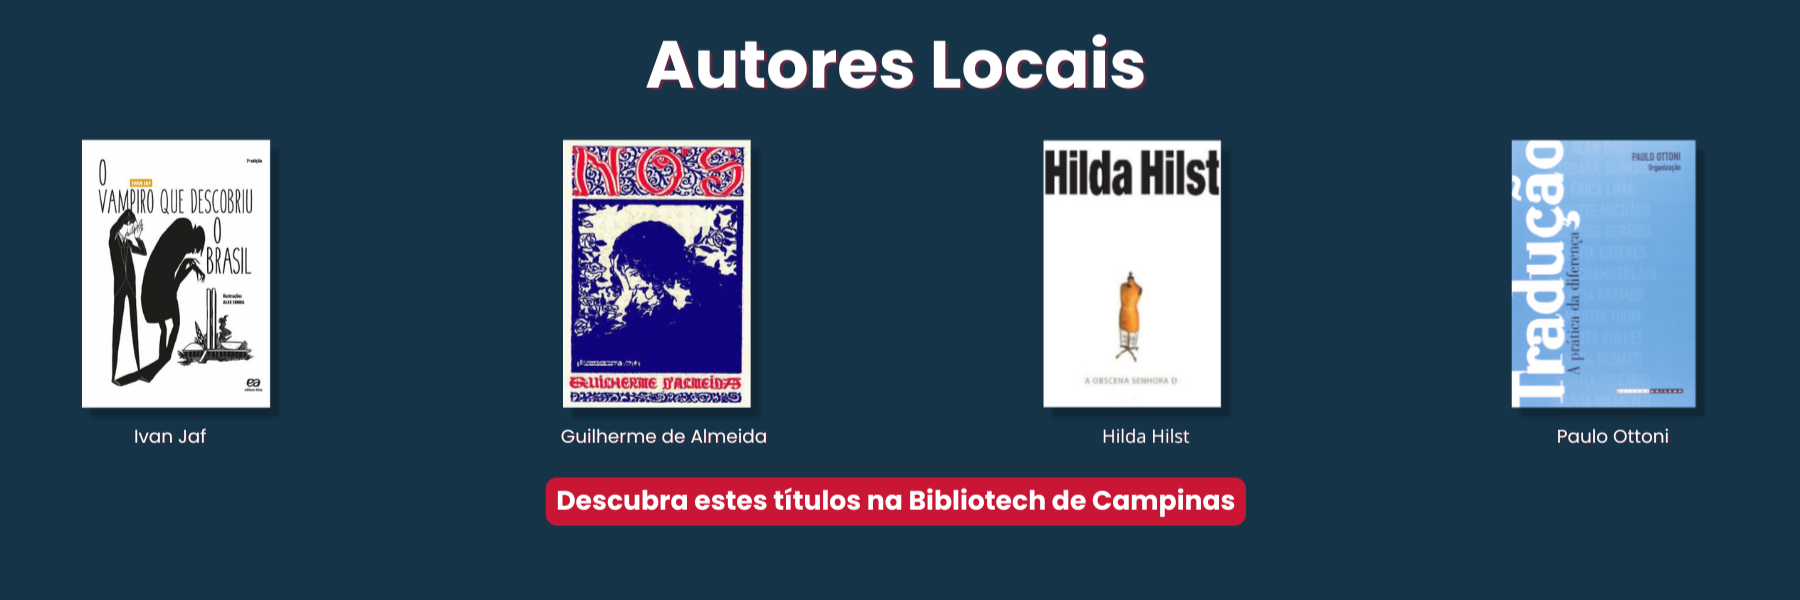 Autores Locais
7ª edição
O
IVAN JAF
VAMPIRO QUE DESCOBRIU
O
BRASIL
Ilustrações
ALEX SENNA
ea
Ivan Jaf
NOS
GUILHERME D'ALMEIDA
Guilherme de Almeida
Hilda Hilst
A OBSCENA SENHORA D
Hilda Hilst
Tradução
A prática da diferença
PAULO OTTONI
Organização
Paulo Ottoni
Descubra estes títulos na Bibliotech de Campinas